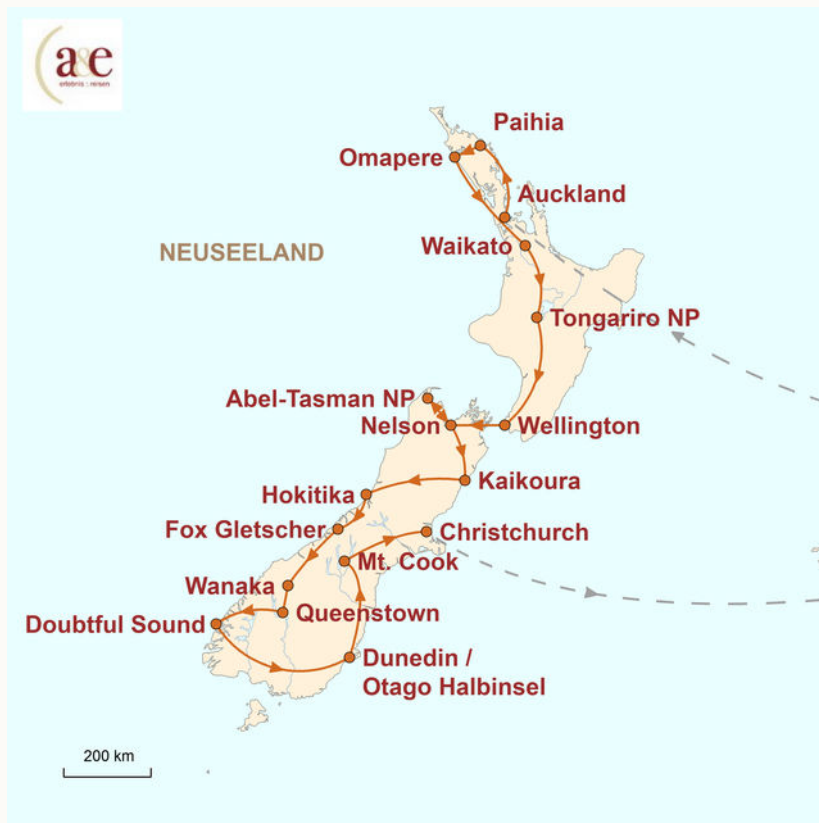 a&e
erlebnis : reisen
Paihia
Omapere
Auckland
Waikato
NEUSEELAND
Tongariro NP
Abel-Tasman NP
Nelson
Wellington
Kaikoura
Hokitika
Fox Gletscher
Christchurch
Mt. Cook
Wanaka
Queenstown
Doubtful Sound
Dunedin /
Otago Halbinsel
200 km